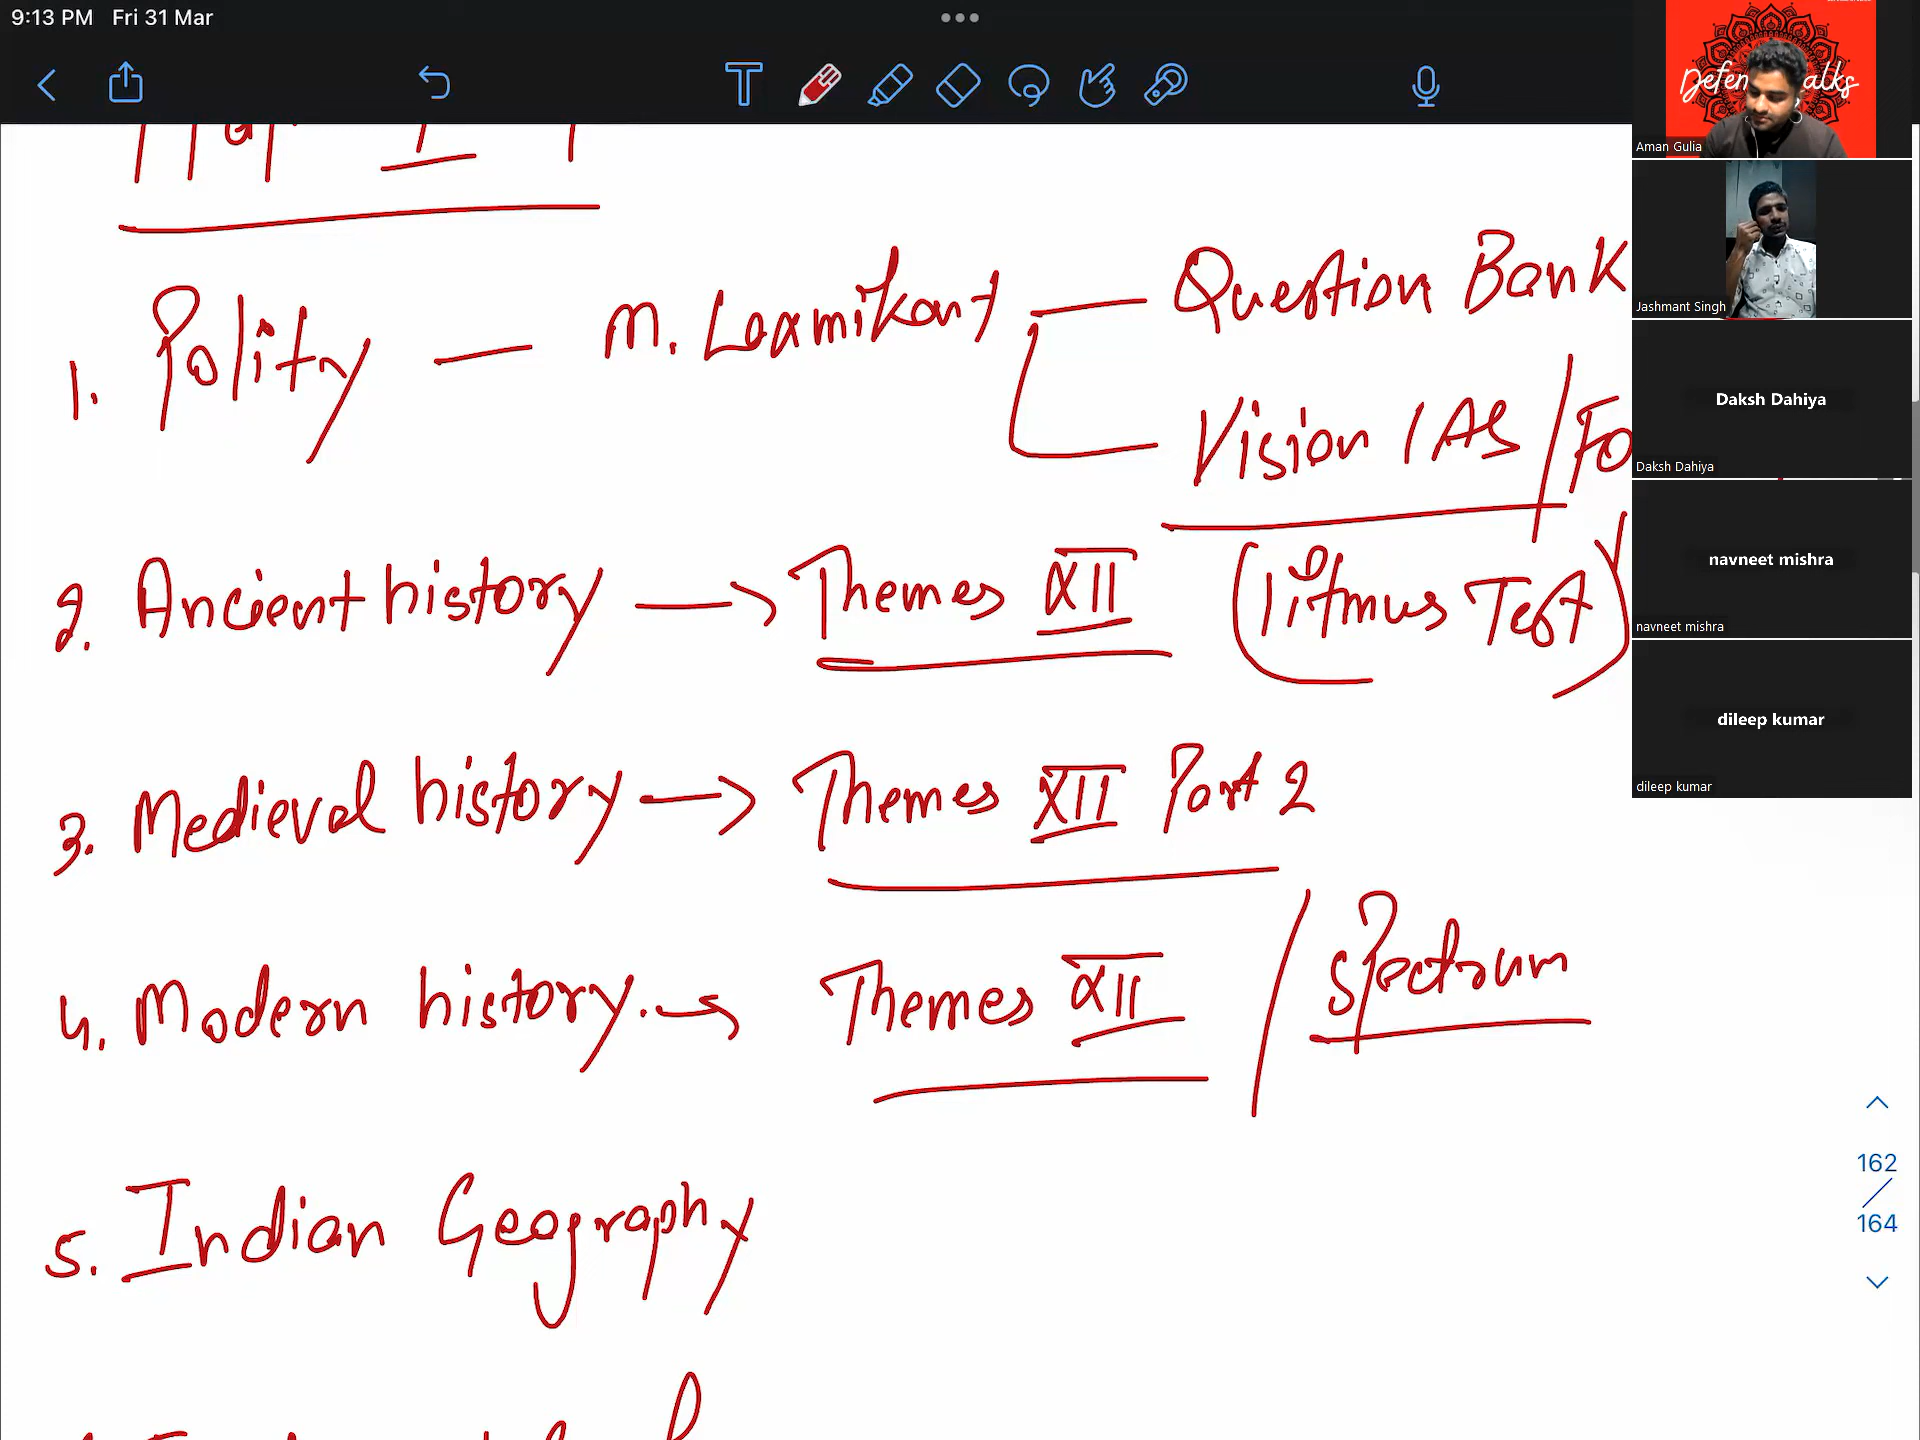 9:13 PM Fri 31 Mar
Defen alks
Aman Gulia
Jashmant Singh
Daksh Dahiya
Daksh Dahiya
navneet mishra
navneet mishra
dileep kumar
dileep kumar
1. Polity — M. Laxmikant — Question Bank
Vision IAS / Fo
2. Ancient history → Themes XII (litmus Test)
3. Medieval history → Themes XII Part 2
4. Modern history. → Themes XII / Spectrum
5. Indian Geography
162
/
164